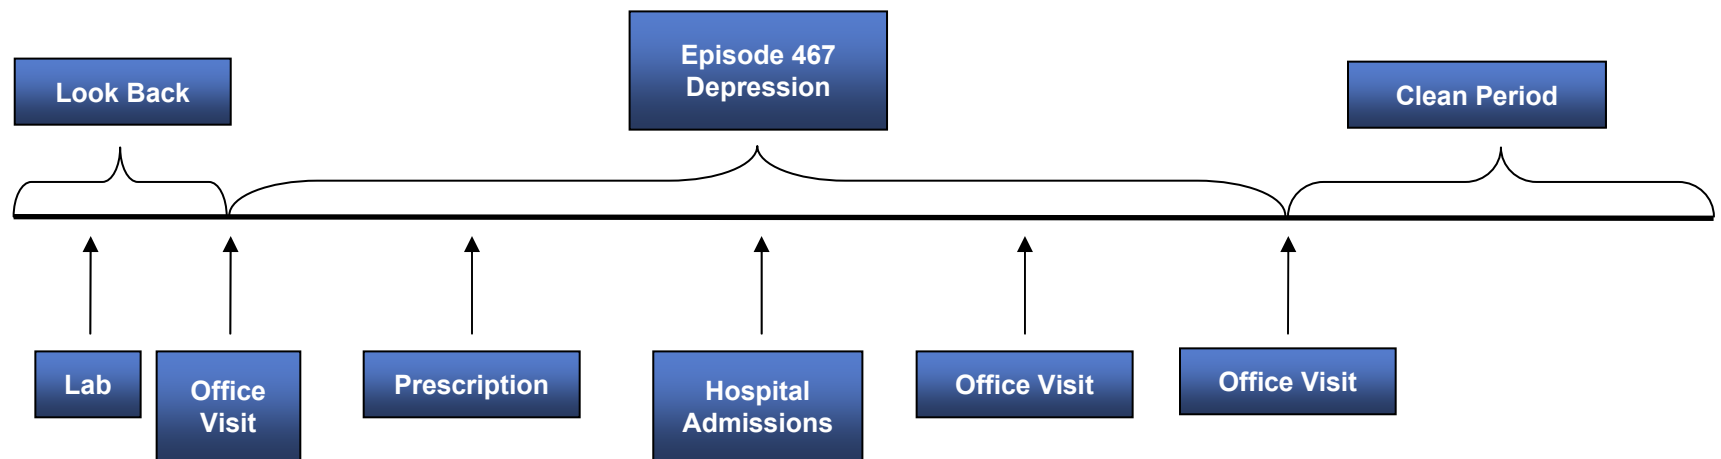 Episode 467
Depression
Look Back
Clean Period
Lab
Office
Visit
Prescription
Hospital
Admissions
Office Visit
Office Visit